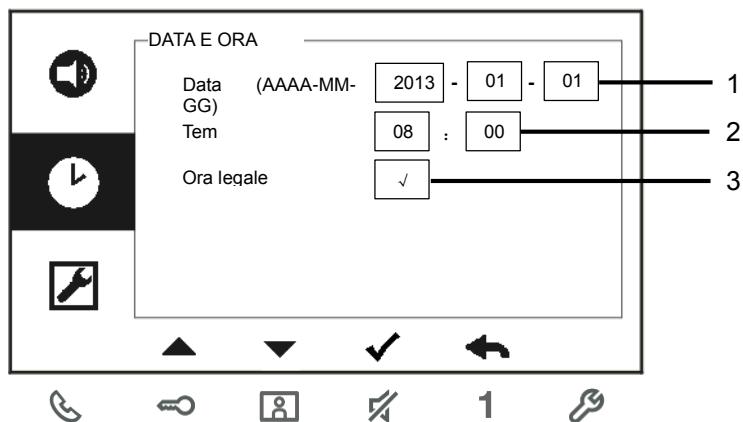 DATA E ORA
Data (AAAA-MM-GG) 2013 - 01 - 01 1
Tem 08 : 00 2
Ora legale √ 3
1